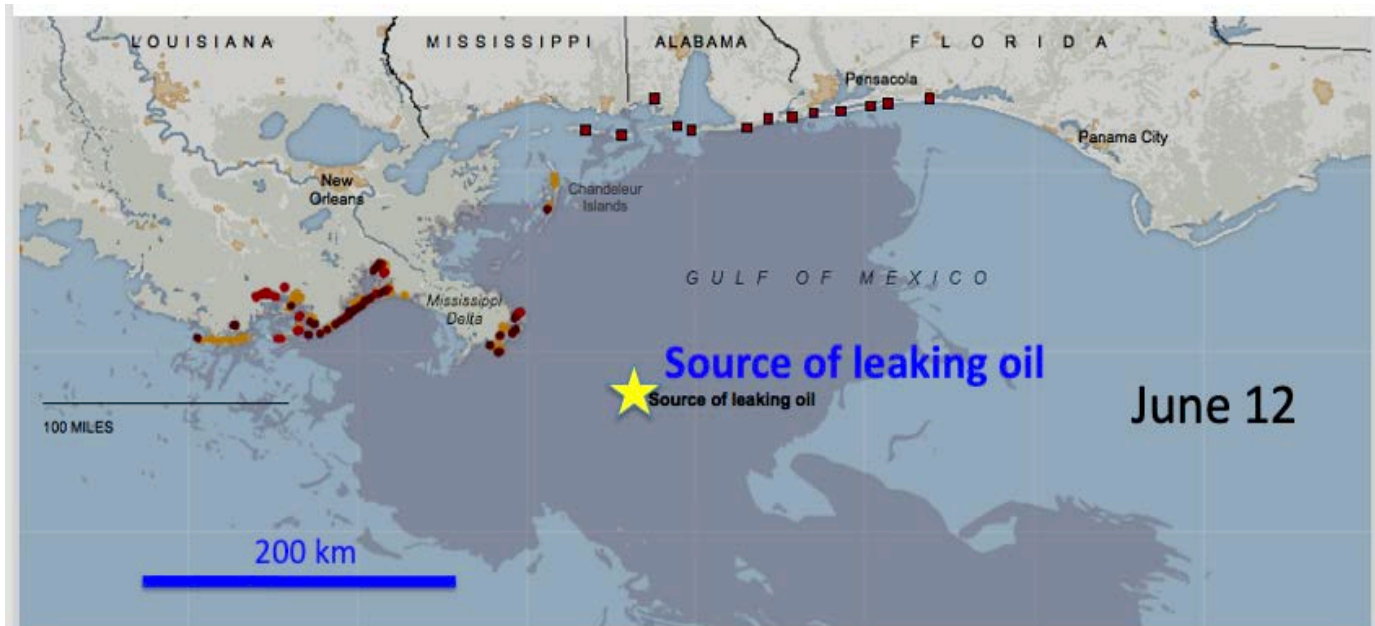 LOUISIANA
MISSISSIPPI
ALABAMA
FLORIDA
Pensacola
Panama City
New
Orleans
Chandeleur
Islands
GULF OF MEXICO
Mississippi
Delta
Source of leaking oil
Source of leaking oil
June 12
100 MILES
200 km